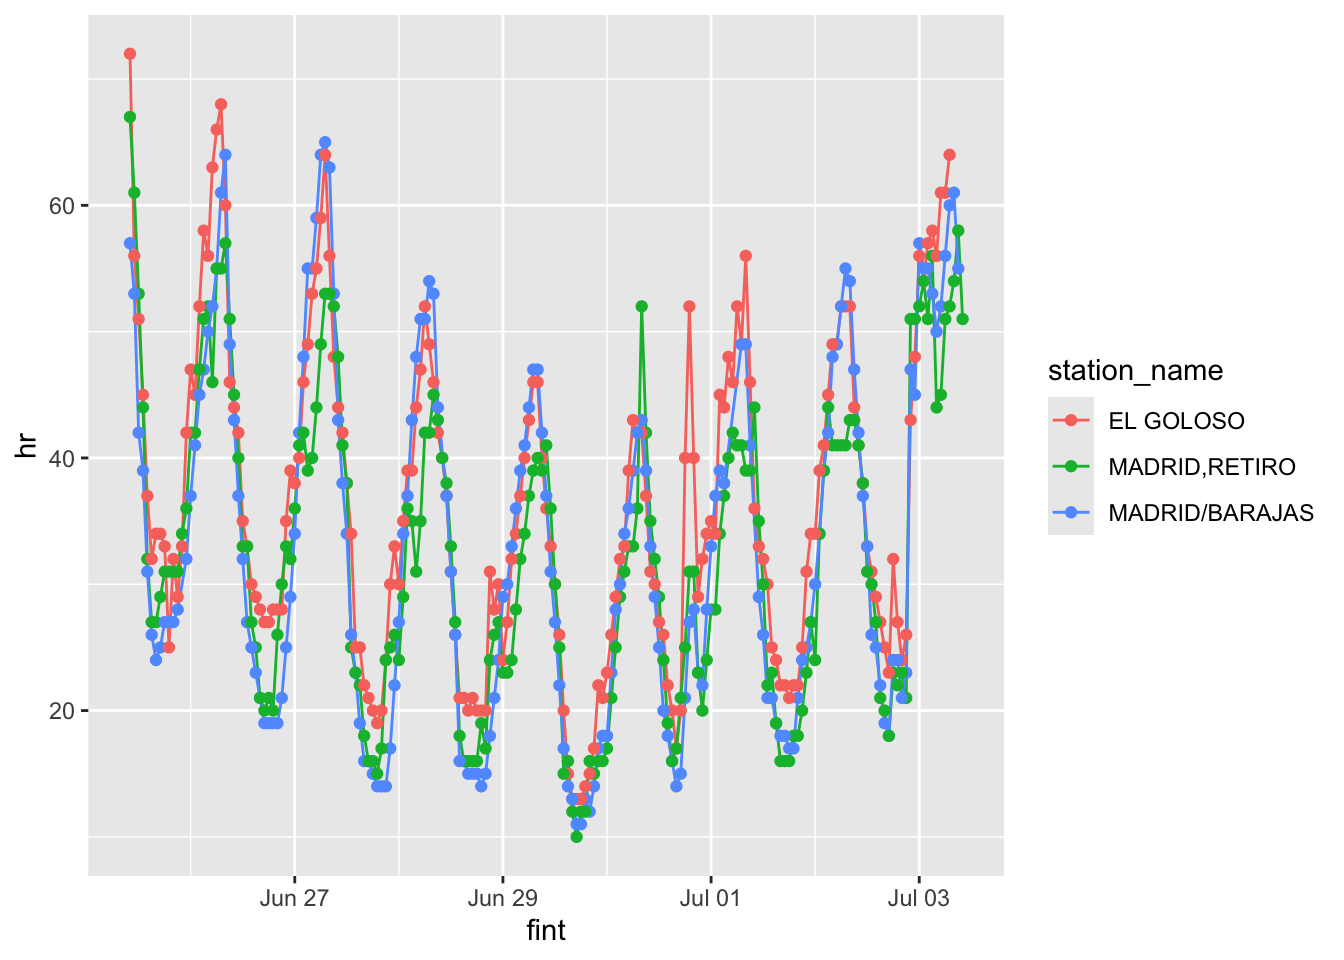 hr
60
40
20
Jun 27
Jun 29
Jul 01
Jul 03
fint
station_name
EL GOLOSO
MADRID,RETIRO
MADRID/BARAJAS